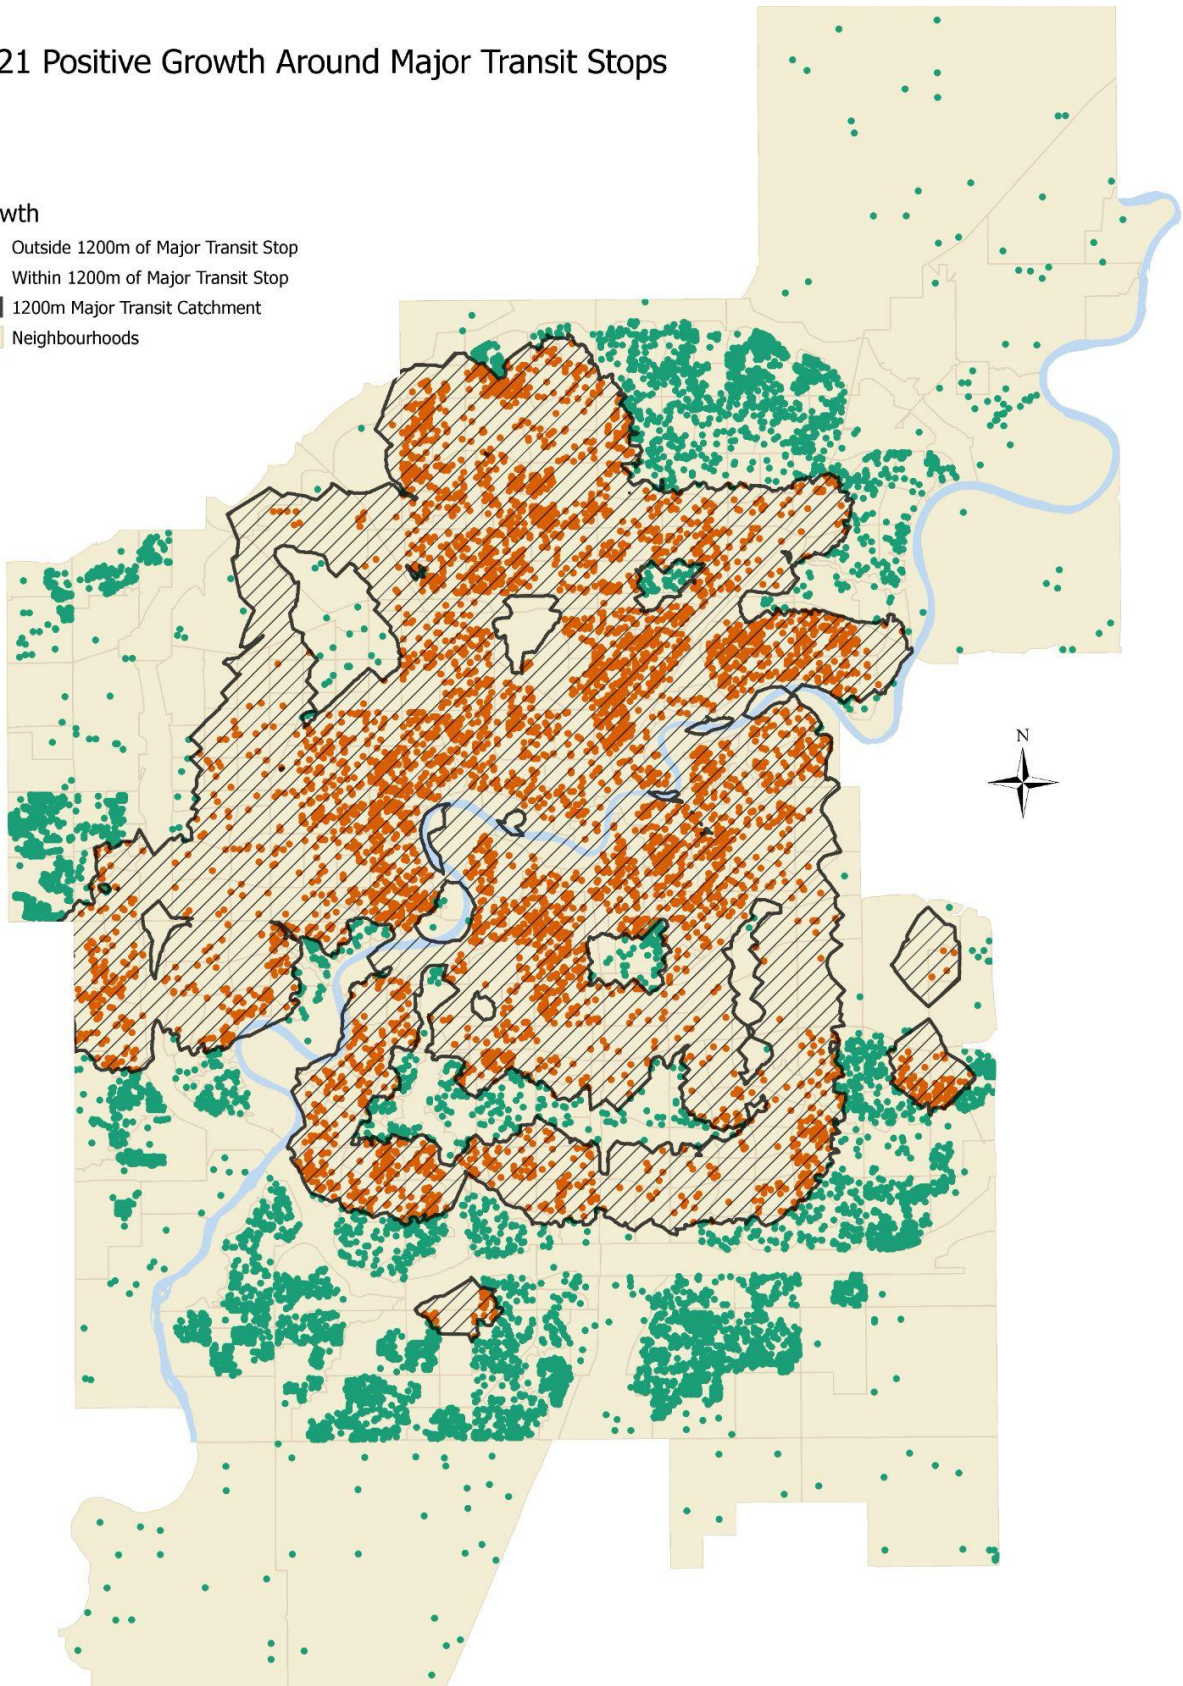 21 Positive Growth Around Major Transit Stops
wth
Outside 1200m of Major Transit Stop
Within 1200m of Major Transit Stop
1200m Major Transit Catchment
Neighbourhoods
N